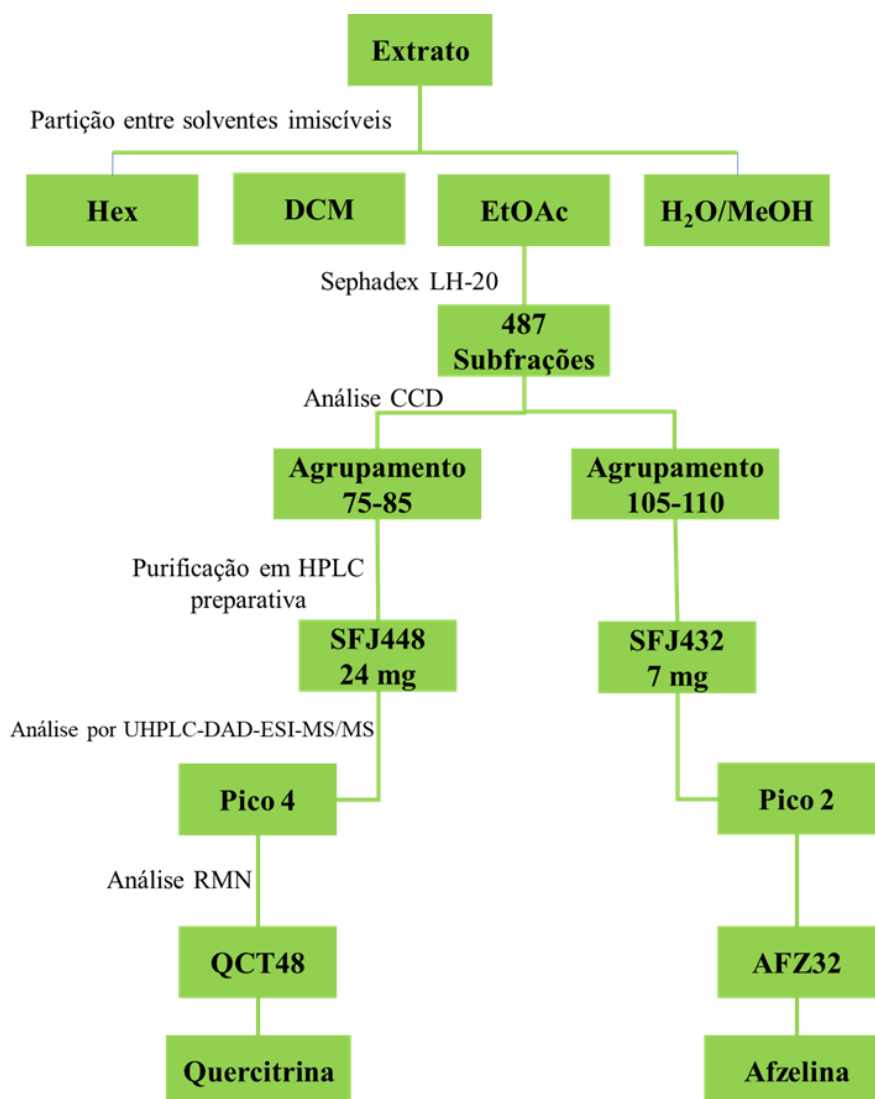 Extrato
Partição entre solventes imiscíveis
Hex
DCM
EtOAc
H₂O/MeOH
Sephadex LH-20
487
Subfrações
Análise CCD
Agrupamento
75-85
Agrupamento
105-110
Purificação em HPLC
preparativa
SFJ448
24 mg
SFJ432
7 mg
Análise por UHPLC-DAD-ESI-MS/MS
Pico 4
Pico 2
Análise RMN
QCT48
AFZ32
Quercitrina
Afzelina